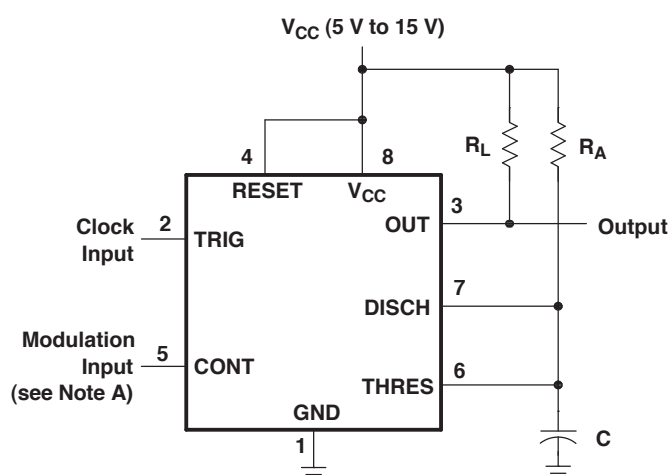 V_CC (5 V to 15 V)
R_L
R_A
4
8
RESET
V_CC
3
2
Clock
Input
TRIG
OUT
Output
7
DISCH
Modulation
Input
(see Note A)
5
CONT
6
THRES
GND
1
C